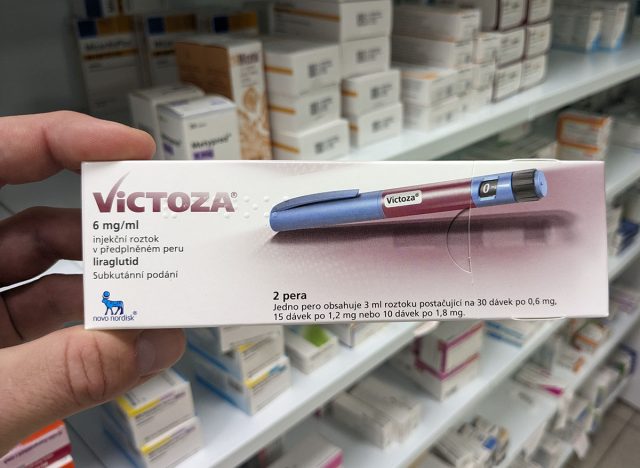 VICTOZA®
6 mg/ml
injekční roztok
v předplněném peru
liraglutid
Subkutánní podání
novo nordisk®
Victoza®
0
2 pera
Jedno pero obsahuje 3 ml roztoku postačující na 30 dávek po 0,6 mg,
15 dávek po 1,2 mg nebo 10 dávek po 1,8 mg.